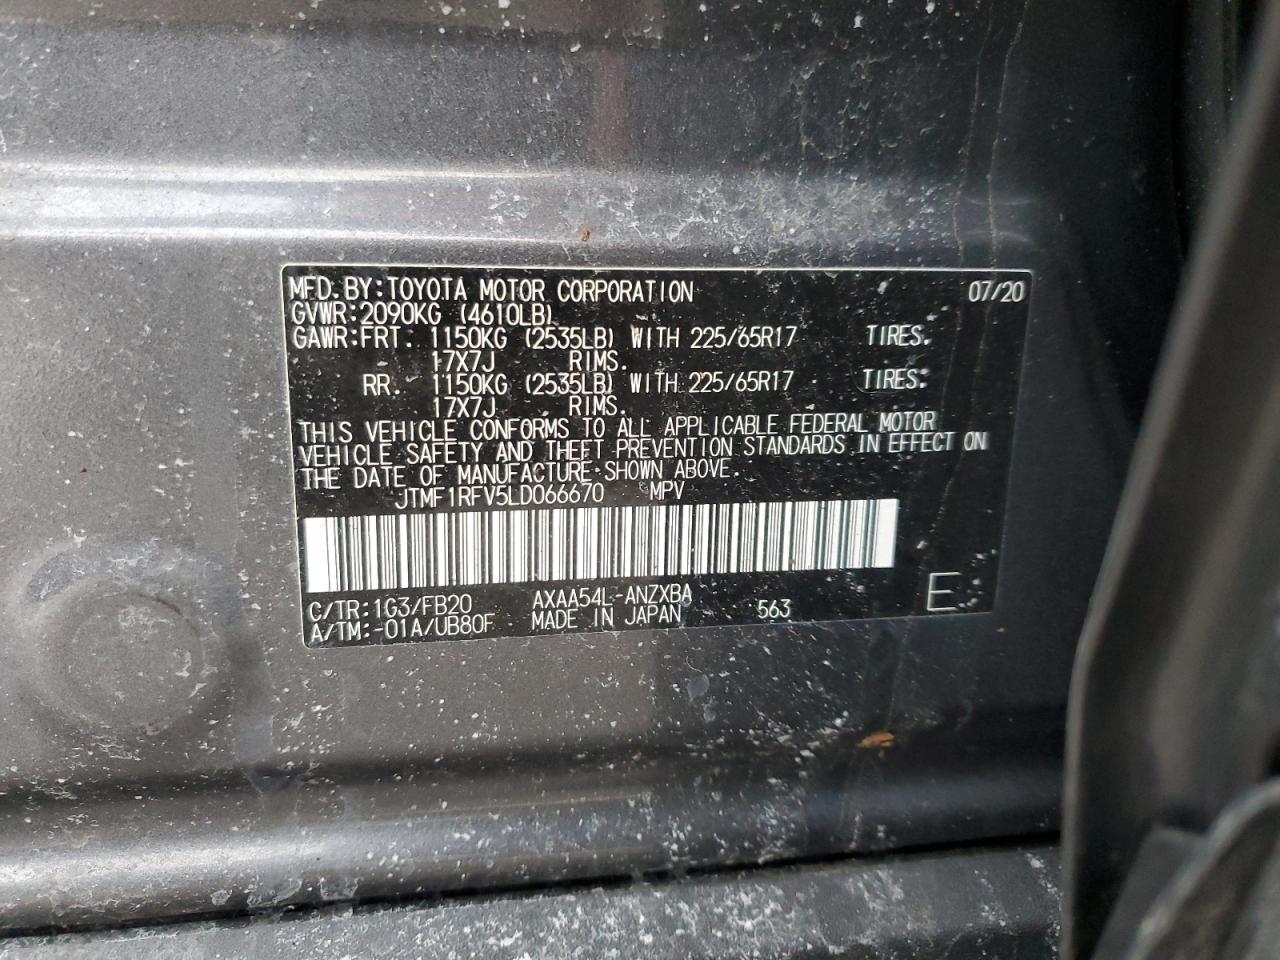 MFD.BY:TOYOTA MOTOR CORPORATION 07/20
GVWR:2090KG (4610LB)
GAWR:FRT. 1150KG (2535LB) WITH 225/65R17 TIRES.
17X7J RIMS.
RR. 1150KG (2535LB) WITH 225/65R17 TIRES.
17X7J RIMS.
THIS VEHICLE CONFORMS TO ALL APPLICABLE FEDERAL MOTOR
VEHICLE SAFETY AND THEFT PREVENTION STANDARDS IN EFFECT ON
THE DATE OF MANUFACTURE SHOWN ABOVE.
JTMF1RFV5LD066670 MPV
C/TR:1G3/FB20 AXAA54L-ANZXBA
A/TM:-01A/UB80F MADE IN JAPAN 563 E